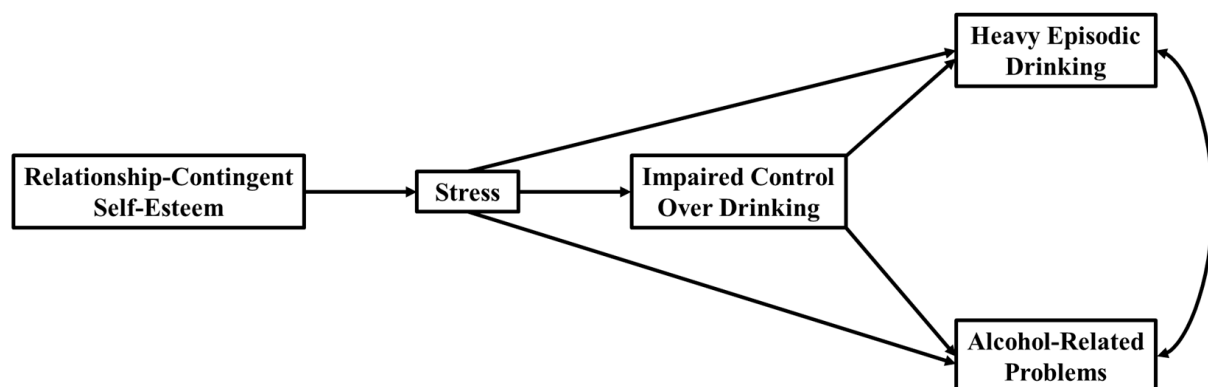 Heavy Episodic
Drinking
Relationship-Contingent
Self-Esteem
Stress
Impaired Control
Over Drinking
Alcohol-Related
Problems